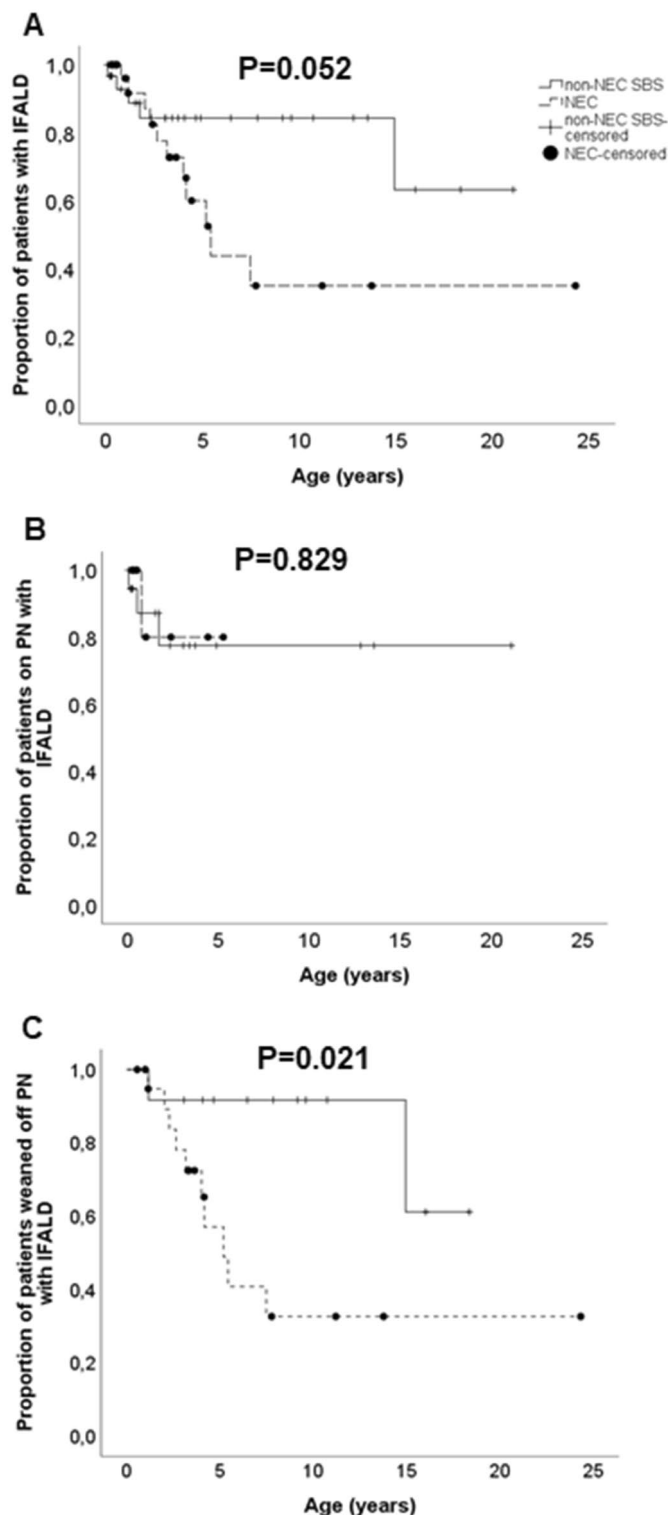 A
P=0.052
non-NEC SBS
NEC
non-NEC SBS-
censored
NEC-censored
Proportion of patients with IFALD
1,0
0,8
0,6
0,4
0,2
0,0
0 5 10 15 20 25
Age (years)
B
P=0.829
Proportion of patients on PN with
IFALD
1,0
0,8
0,6
0,4
0,2
0,0
0 5 10 15 20 25
Age (years)
C
P=0.021
Proportion of patients weaned off PN
with IFALD
1,0
0,8
0,6
0,4
0,2
0,0
0 5 10 15 20 25
Age (years)